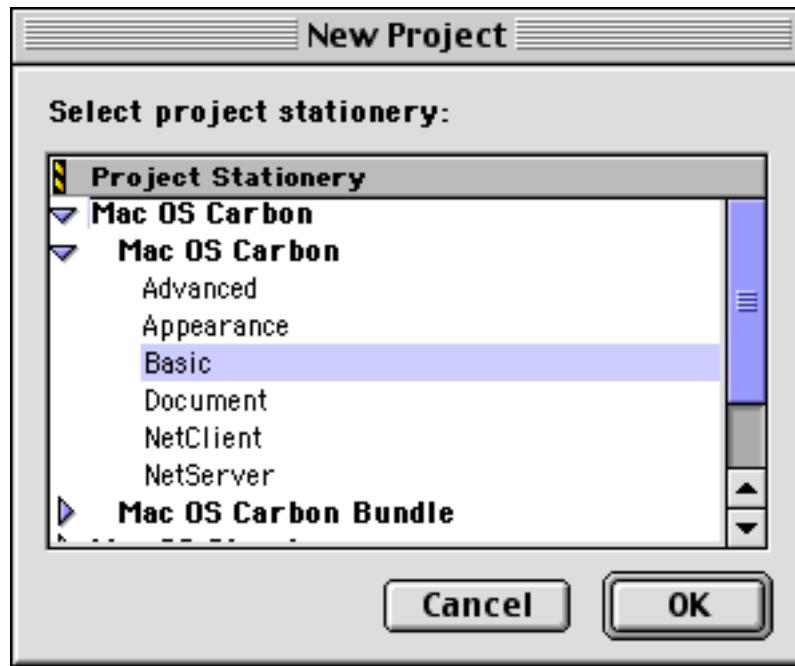 New Project
Select project stationery:
Project Stationery
Mac OS Carbon
Mac OS Carbon
Advanced
Appearance
Basic
Document
NetClient
NetServer
Mac OS Carbon Bundle
Cancel
OK